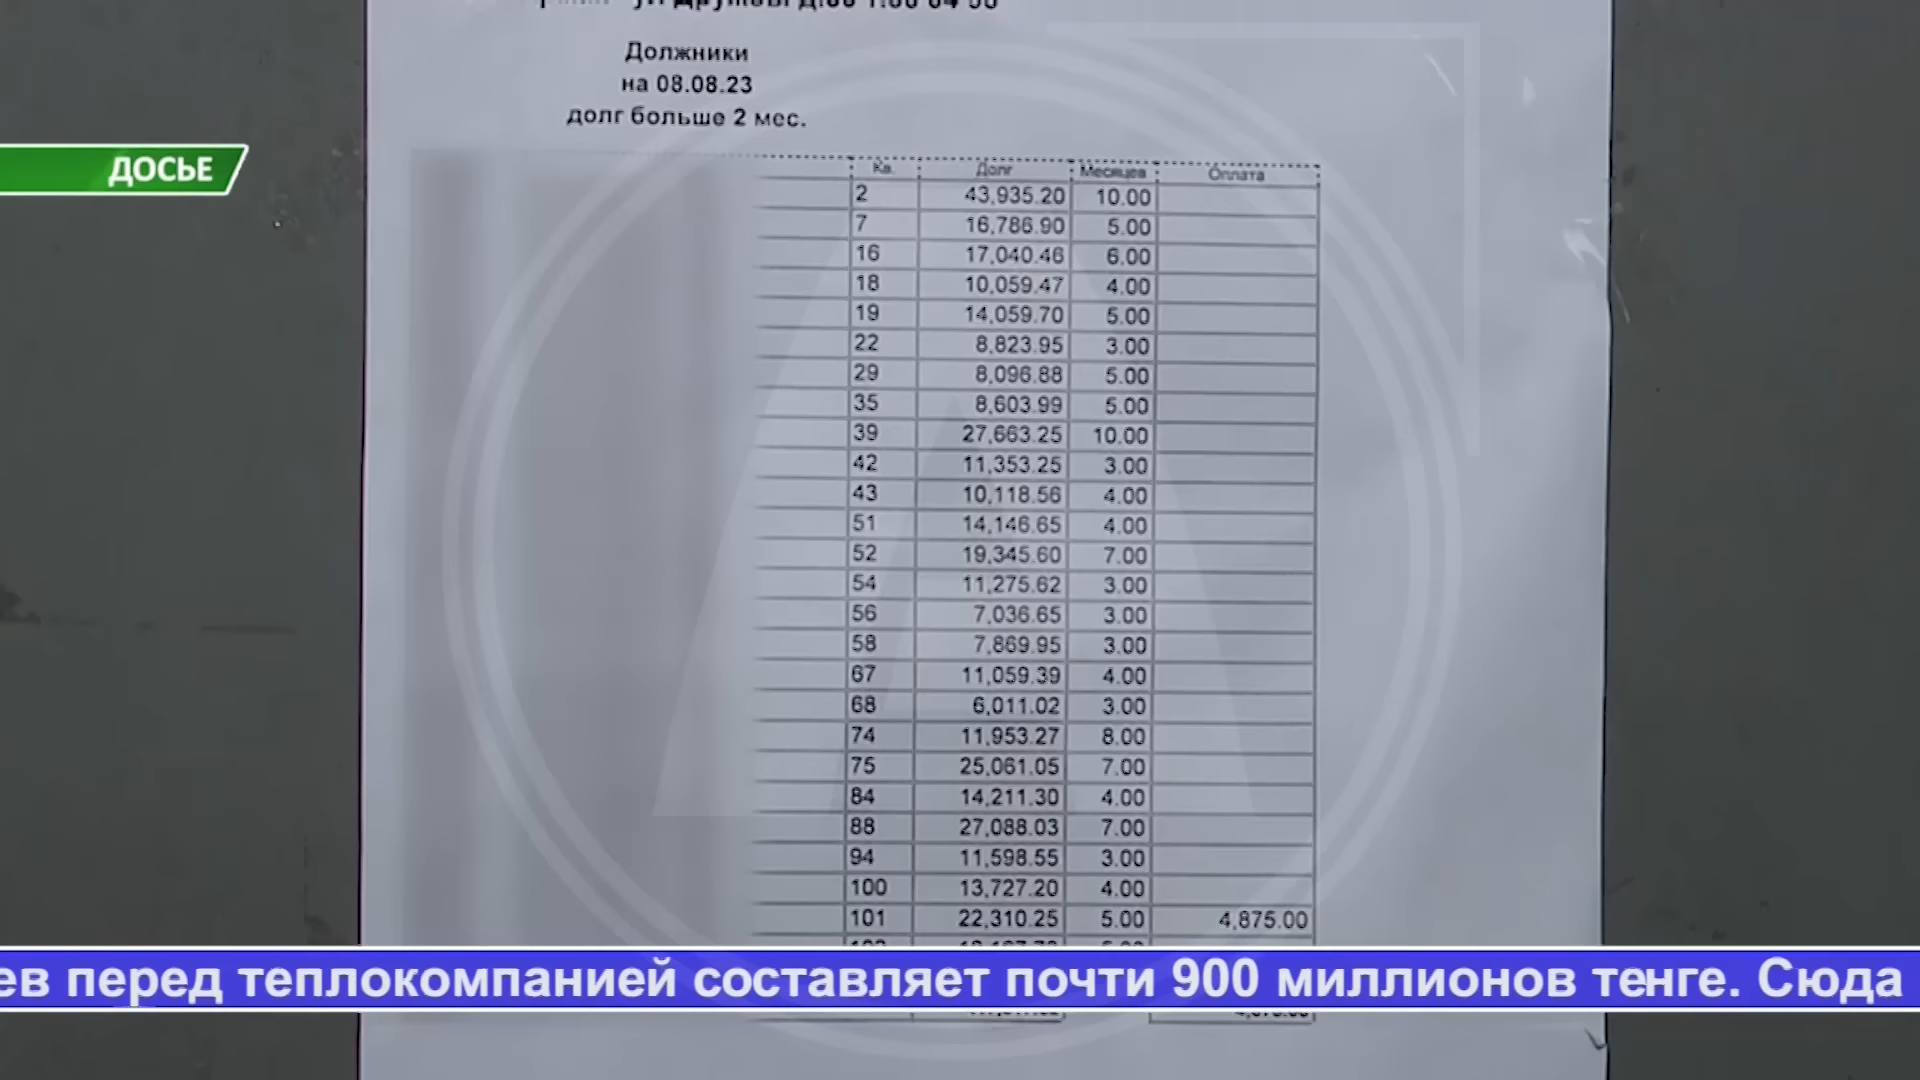 Должники
на 08.08.23
долг больше 2 мес.
ДОСЬЕ
Кв. Долг Месяцев Оплата
2 43,935.20 10.00
7 16,786.90 5.00
16 17,040.46 6.00
18 10,059.47 4.00
19 14,059.70 5.00
22 8,823.95 3.00
29 8,096.88 5.00
35 8,603.99 5.00
39 27,663.25 10.00
42 11,353.25 3.00
43 10,118.56 4.00
51 14,146.65 4.00
52 19,345.60 7.00
54 11,275.62 3.00
56 7,036.65 3.00
58 7,869.95 3.00
67 11,059.39 4.00
68 6,011.02 3.00
74 11,953.27 8.00
75 25,061.05 7.00
84 14,211.30 4.00
88 27,088.03 7.00
94 11,598.55 3.00
100 13,727.20 4.00
101 22,310.25 5.00 4,875.00
ев перед теплокомпанией составляет почти 900 миллионов тенге. Сюда